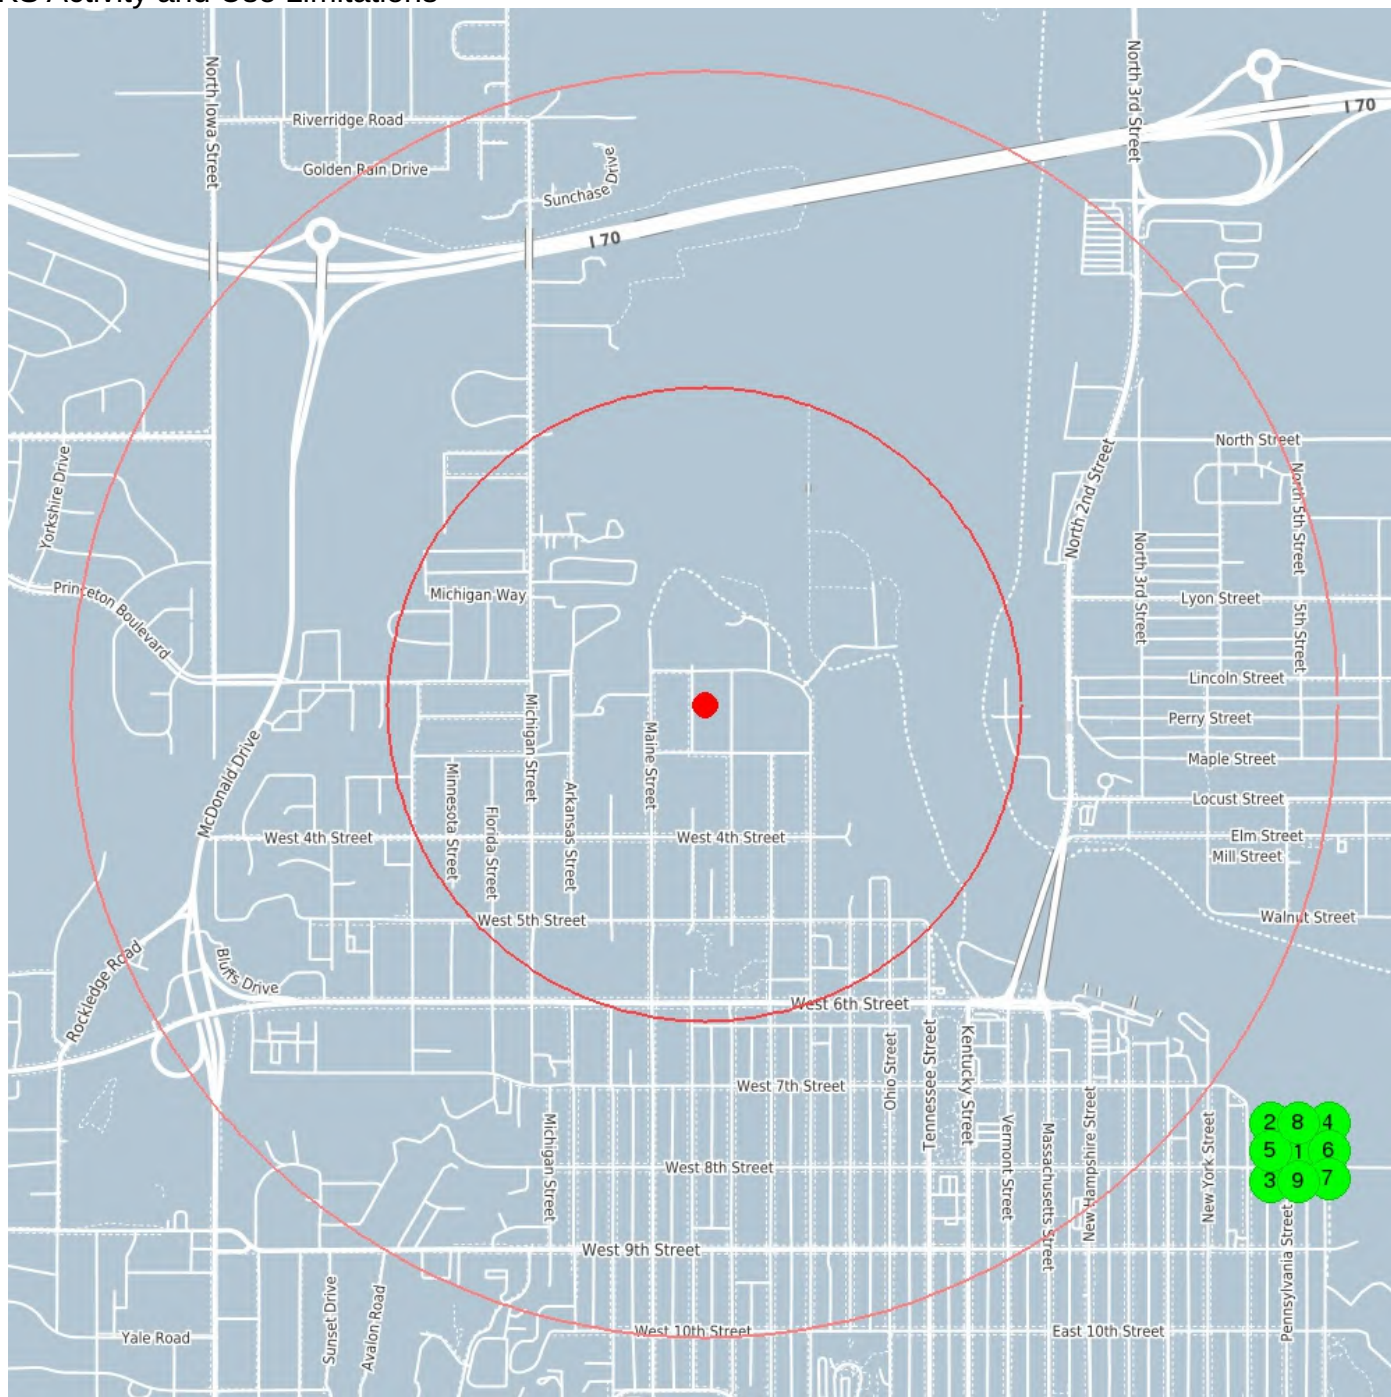 Activity and Use Limitations
North Iowa Street
Riverridge Road
Golden Rain Drive
Sunchase Drive
I 70
North 3rd Street
I 70
Yorkshire Drive
Princeton Boulevard
Michigan Way
North 2nd Street
North Street
North 5th Street
North 3rd Street
Lyon Street
5th Street
Lincoln Street
Perry Street
Maple Street
Locust Street
Elm Street
Mill Street
Walnut Street
McDonald Drive
Michigan Street
Maine Street
Minnesota Street
Florida Street
Arkansas Street
West 4th Street
West 4th Street
West 5th Street
Rockledge Road
Bluffs Drive
West 6th Street
West 7th Street
Ohio Street
Tennessee Street
Kentucky Street
Vermont Street
Massachusetts Street
New Hampshire Street
New York Street
2 8 4
5 1 6
3 9 7
Pennsylvania Street
Michigan Street
West 8th Street
West 9th Street
Yale Road
Sunset Drive
Avalon Road
West 10th Street
East 10th Street